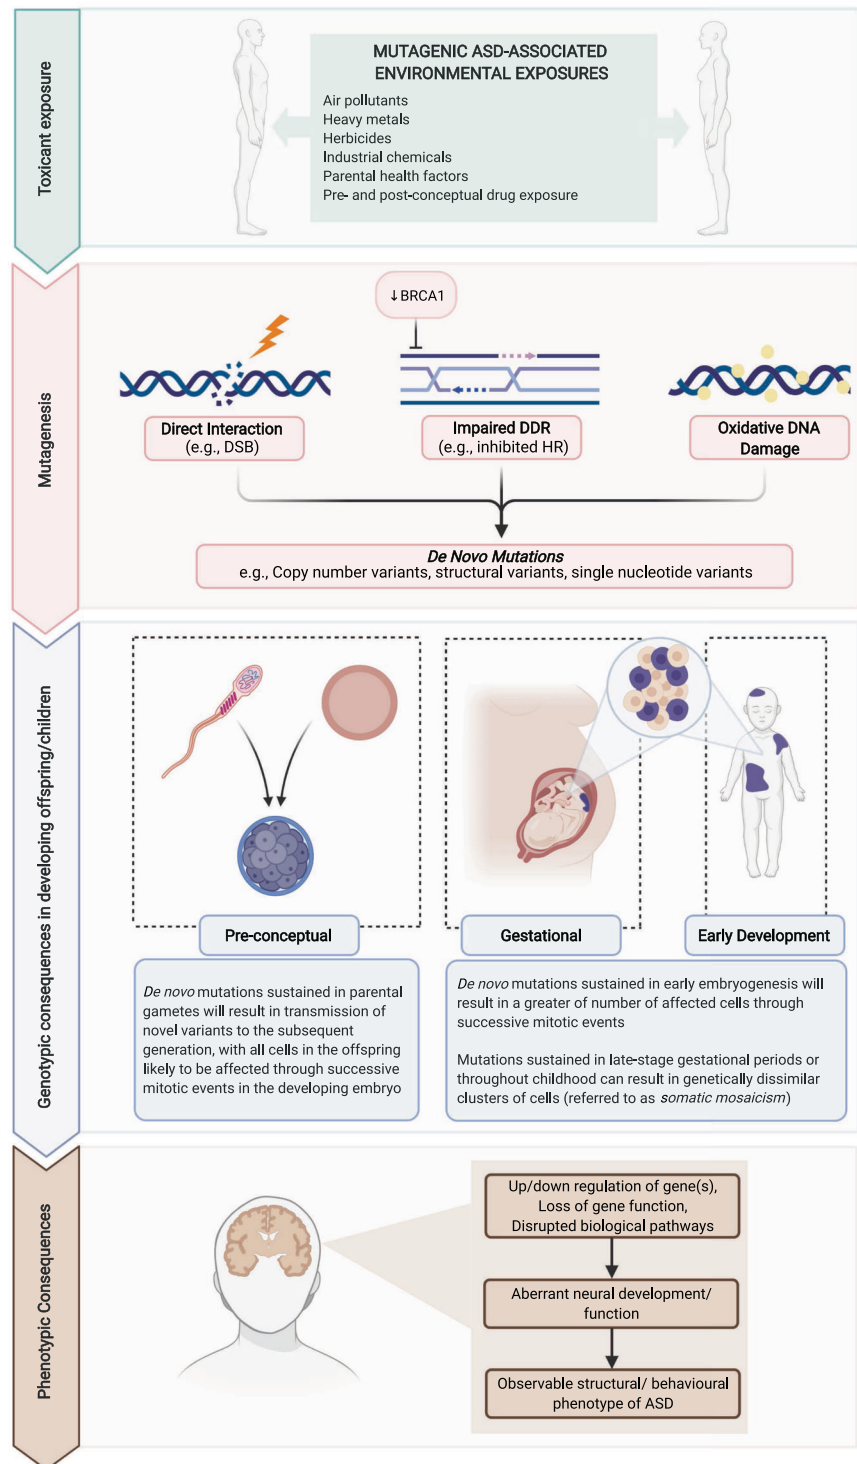 Toxicant exposure
MUTAGENIC ASD-ASSOCIATED
ENVIRONMENTAL EXPOSURES
Air pollutants
Heavy metals
Herbicides
Industrial chemicals
Parental health factors
Pre- and post-conceptual drug exposure
Mutagenesis
↓BRCA1
Direct Interaction
(e.g., DSB)
Impaired DDR
(e.g., inhibited HR)
Oxidative DNA
Damage
De Novo Mutations
e.g., Copy number variants, structural variants, single nucleotide variants
Genotypic consequences in developing offspring/children
Pre-conceptual
De novo mutations sustained in parental
gametes will result in transmission of
novel variants to the subsequent
generation, with all cells in the offspring
likely to be affected through successive
mitotic events in the developing embryo
Gestational
Early Development
De novo mutations sustained in early embryogenesis will
result in a greater of number of affected cells through
successive mitotic events
Mutations sustained in late-stage gestational periods or
throughout childhood can result in genetically dissimilar
clusters of cells (referred to as somatic mosaicism)
Phenotypic Consequences
Up/down regulation of gene(s),
Loss of gene function,
Disrupted biological pathways
Aberrant neural development/
function
Observable structural/ behavioural
phenotype of ASD